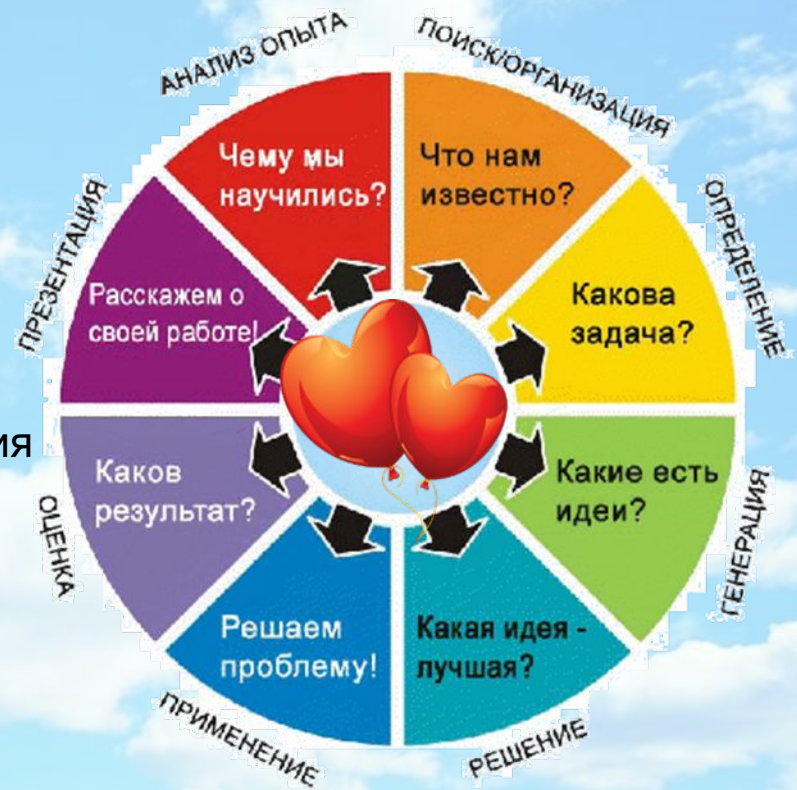 АНАЛИЗ ОПЫТА
Чему мы
научились?
ПОИСК/ОРГАНИЗАЦИЯ
Что нам
известно?
ОПРЕДЕЛЕНИЕ
Какова
задача?
ГЕНЕРАЦИЯ
Какие есть
идеи?
РЕШЕНИЕ
Какая идея -
лучшая?
ПРИМЕНЕНИЕ
Решаем
проблему!
ОЦЕНКА
Каков
результат?
ПРЕЗЕНТАЦИЯ
Расскажем о
своей работе!
ия